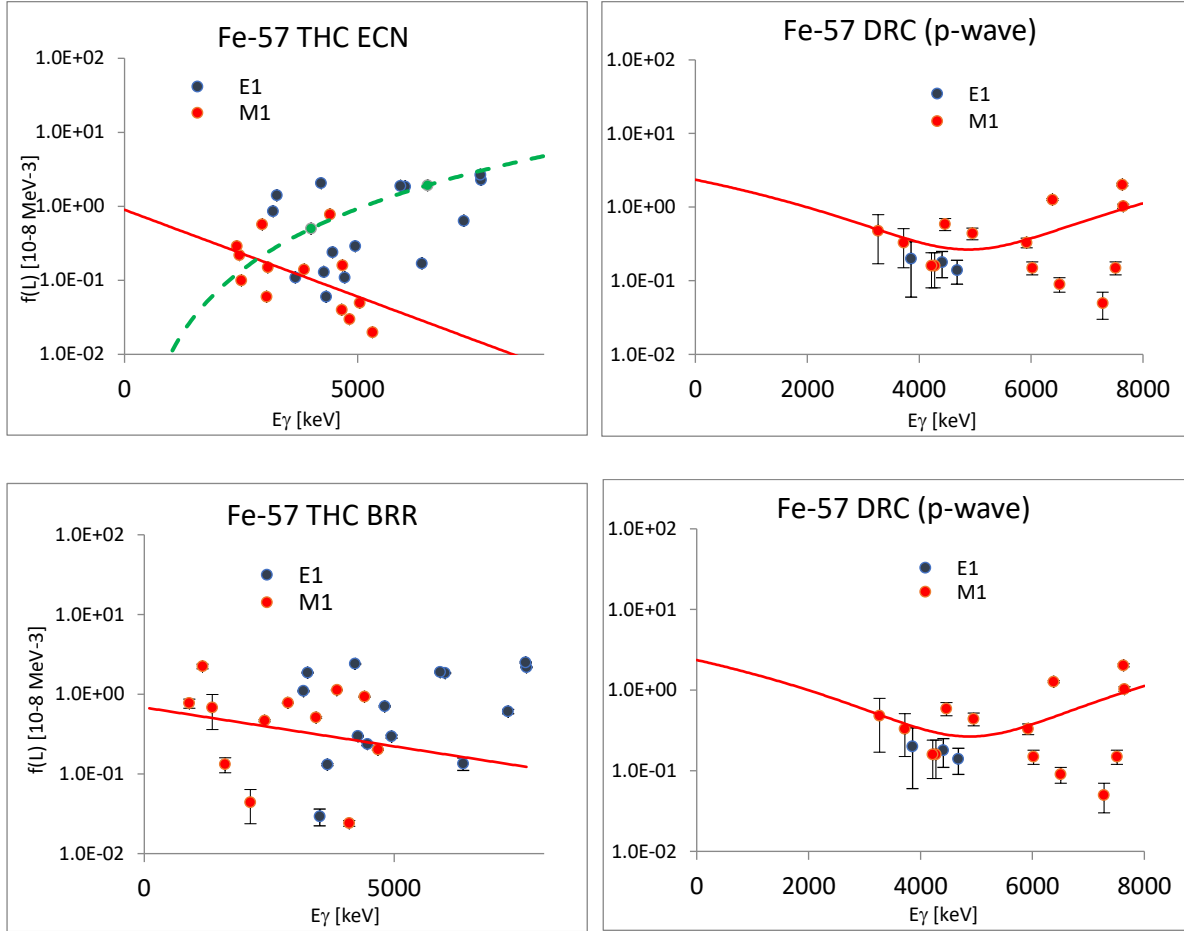 Fe-57 THC ECN
1.0E+02
1.0E+01
1.0E+00
1.0E-01
1.0E-02
f(L) [10-8 MeV-3]
E1
M1
0
5000
Eγ [keV]
Fe-57 DRC (p-wave)
1.0E+02
1.0E+01
1.0E+00
1.0E-01
1.0E-02
E1
M1
0
2000
4000
6000
8000
Eγ [keV]
Fe-57 THC BRR
1.0E+02
1.0E+01
1.0E+00
1.0E-01
1.0E-02
f(L) [10-8 MeV-3]
E1
M1
0
5000
Eγ [keV]
Fe-57 DRC (p-wave)
1.0E+02
1.0E+01
1.0E+00
1.0E-01
1.0E-02
E1
M1
0
2000
4000
6000
8000
Eγ [keV]